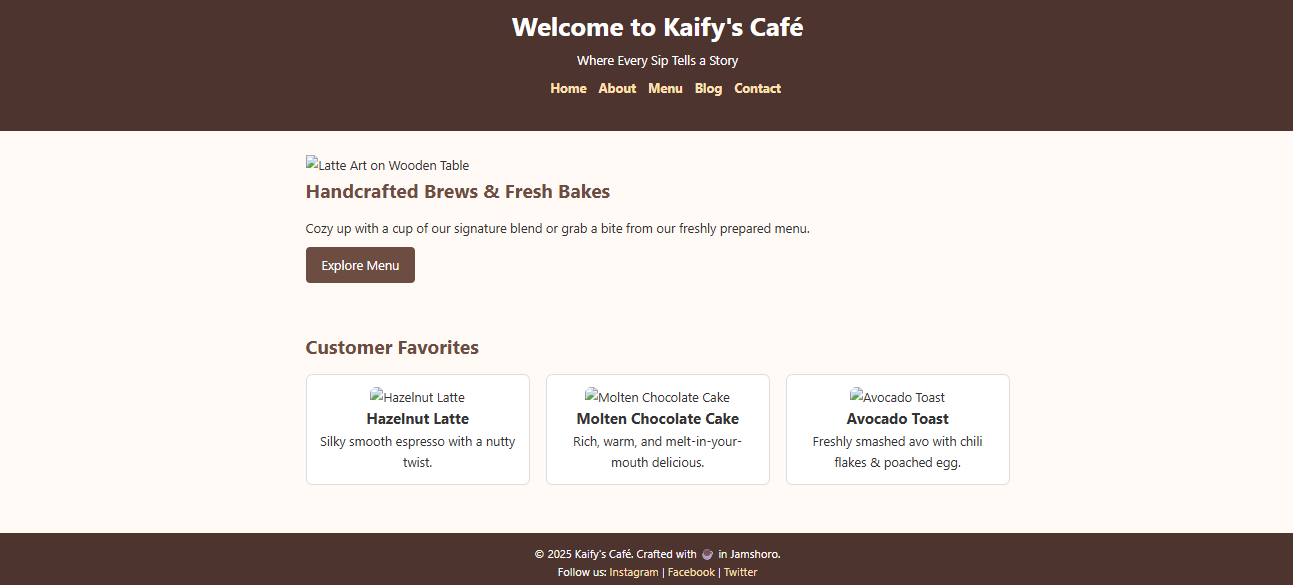 Welcome to Kaify's Café
Where Every Sip Tells a Story
Home About Menu Blog Contact
Latte Art on Wooden Table
Handcrafted Brews & Fresh Bakes
Cozy up with a cup of our signature blend or grab a bite from our freshly prepared menu.
Explore Menu
Customer Favorites
Hazelnut Latte
Hazelnut Latte
Silky smooth espresso with a nutty
twist.
Molten Chocolate Cake
Molten Chocolate Cake
Rich, warm, and melt-in-your-
mouth delicious.
Avocado Toast
Avocado Toast
Freshly smashed avo with chili
flakes & poached egg.
© 2025 Kaify's Café. Crafted with ☕ in Jamshoro.
Follow us: Instagram | Facebook | Twitter